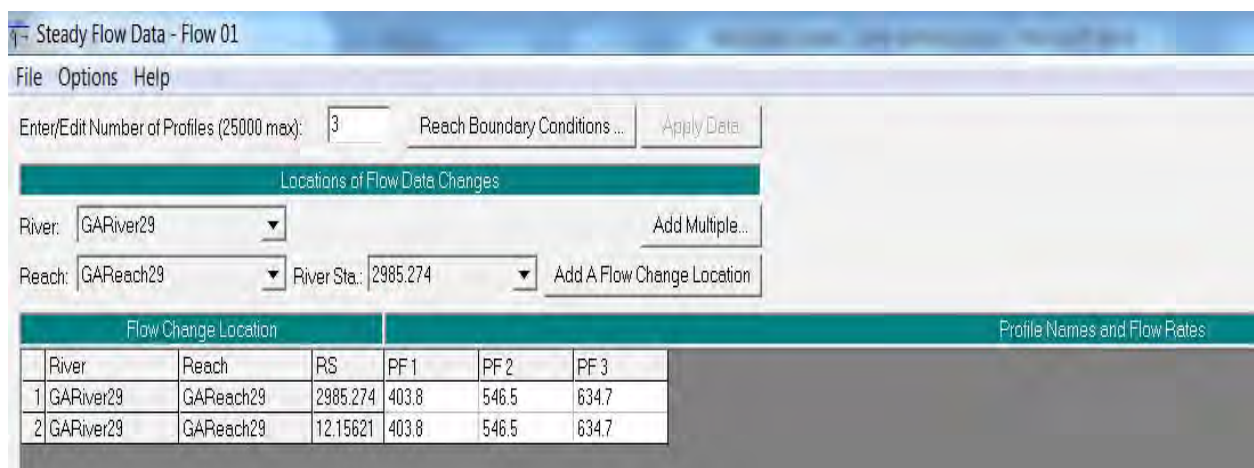 Steady Flow Data - Flow 01
File Options Help
Enter/Edit Number of Profiles (25000 max): 3 Reach Boundary Conditions ... Apply Data
Locations of Flow Data Changes
River: GARiver29 Add Multiple...
Reach: GAReach29 River Sta.: 2985.274 Add A Flow Change Location
Flow Change Location Profile Names and Flow Rates
River Reach RS PF 1 PF 2 PF 3
1 GARiver29 GAReach29 2985.274 403.8 546.5 634.7
2 GARiver29 GAReach29 12.15621 403.8 546.5 634.7